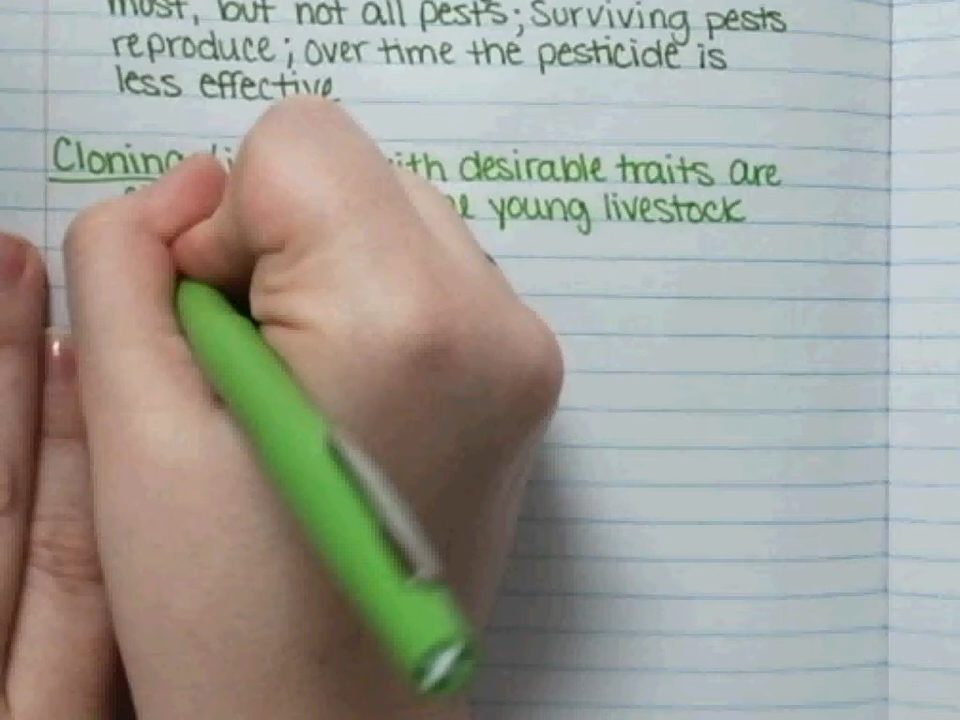 most, but not all pests; Surviving pests
reproduce; over time the pesticide is
less effective
Cloning with desirable traits are
young livestock